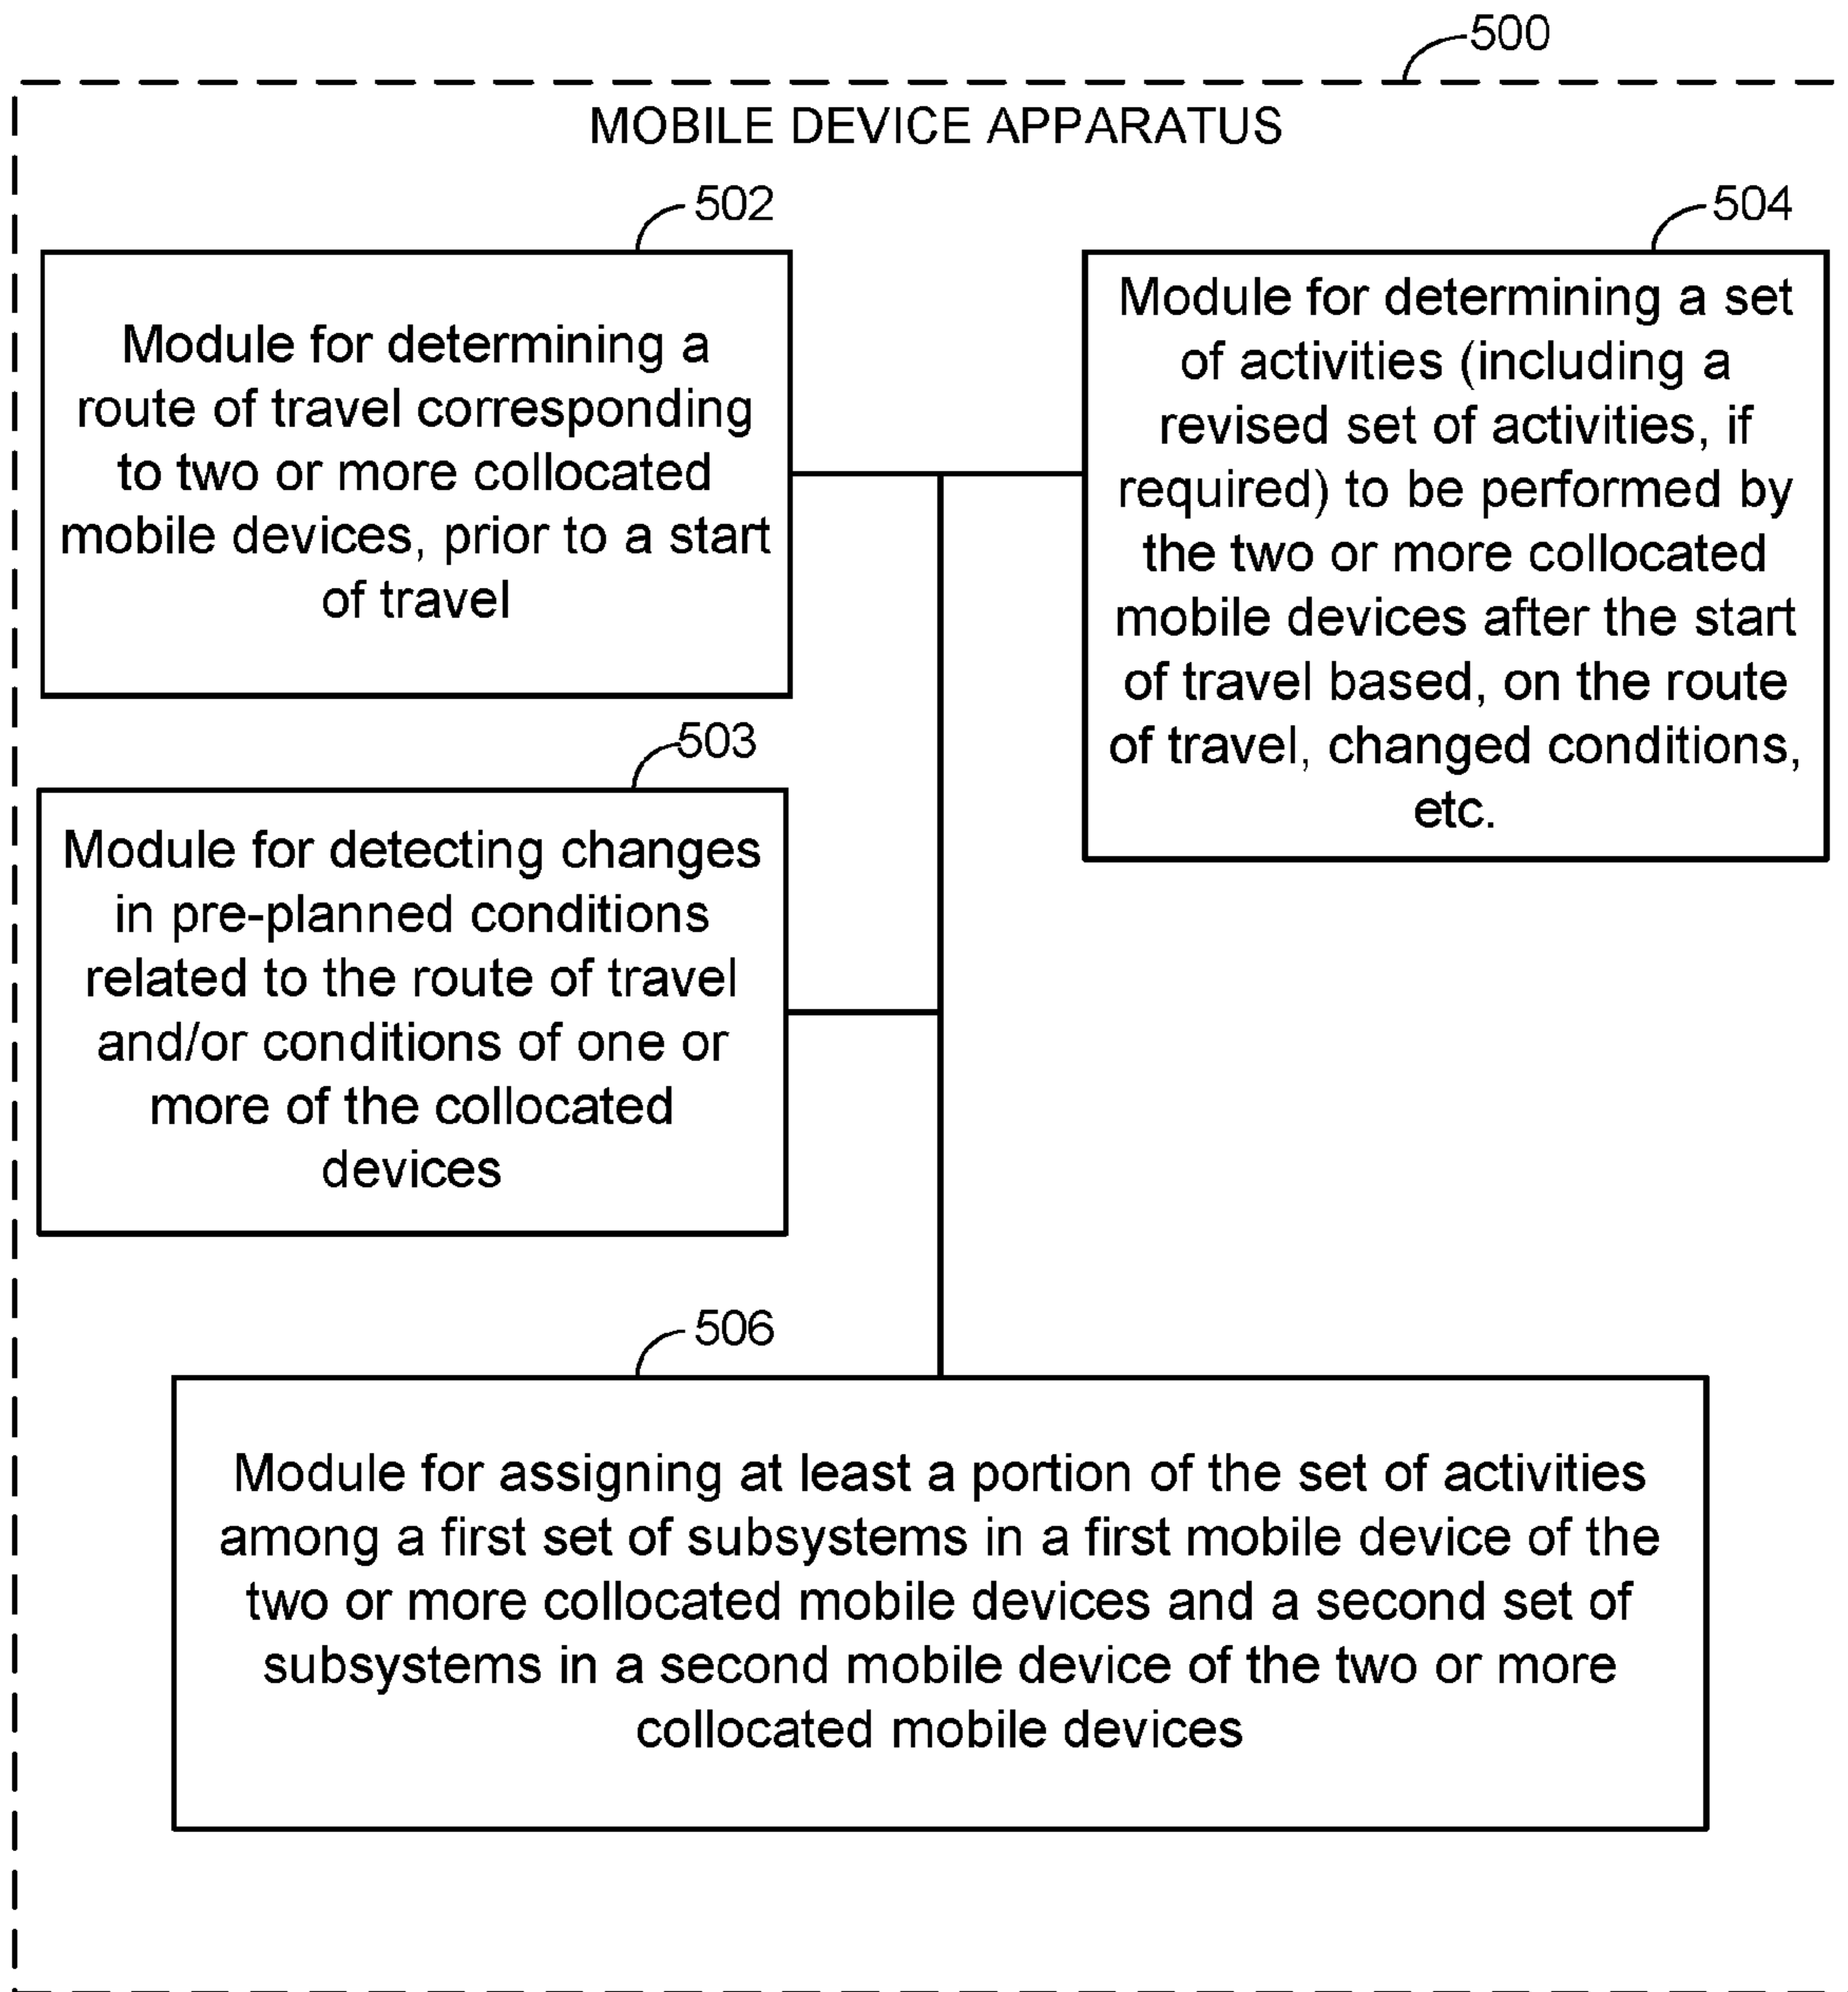 500
MOBILE DEVICE APPARATUS
502
Module for determining a
route of travel corresponding
to two or more collocated
mobile devices, prior to a start
of travel
504
Module for determining a set
of activities (including a
revised set of activities, if
required) to be performed by
the two or more collocated
mobile devices after the start
of travel based, on the route
of travel, changed conditions,
etc.
503
Module for detecting changes
in pre-planned conditions
related to the route of travel
and/or conditions of one or
more of the collocated
devices
506
Module for assigning at least a portion of the set of activities
among a first set of subsystems in a first mobile device of the
two or more collocated mobile devices and a second set of
subsystems in a second mobile device of the two or more
collocated mobile devices